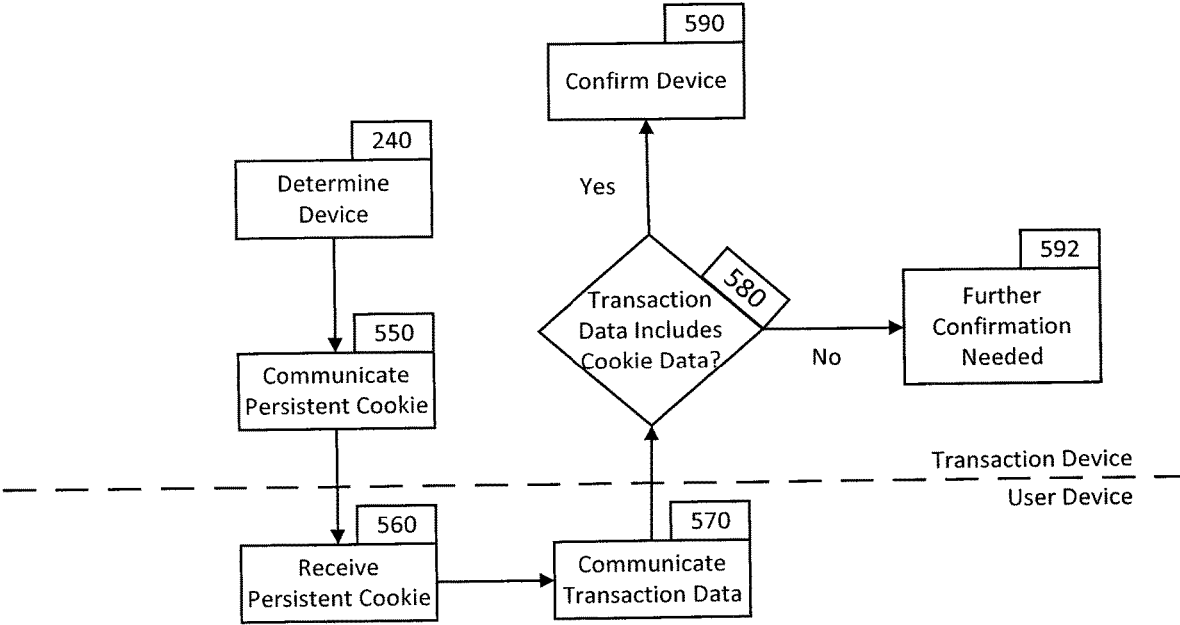 590
Confirm Device
240
Determine
Device
Yes
580
Transaction
Data Includes
Cookie Data?
592
Further
Confirmation
Needed
No
550
Communicate
Persistent Cookie
Transaction Device
User Device
560
Receive
Persistent Cookie
570
Communicate
Transaction Data